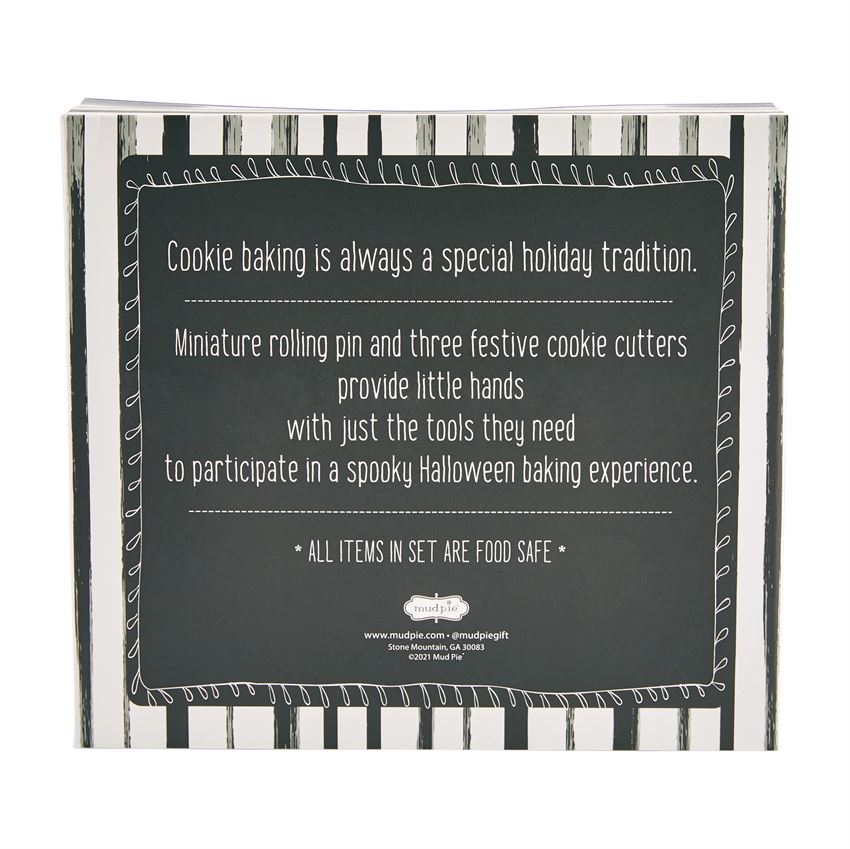 Cookie baking is always a special holiday tradition.
Miniature rolling pin and three festive cookie cutters
provide little hands
with just the tools they need
to participate in a spooky Halloween baking experience.
* ALL ITEMS IN SET ARE FOOD SAFE *
mudpie
www.mudpie.com • @mudpiegift
Stone Mountain, GA 30083
©2021 Mud Pie®